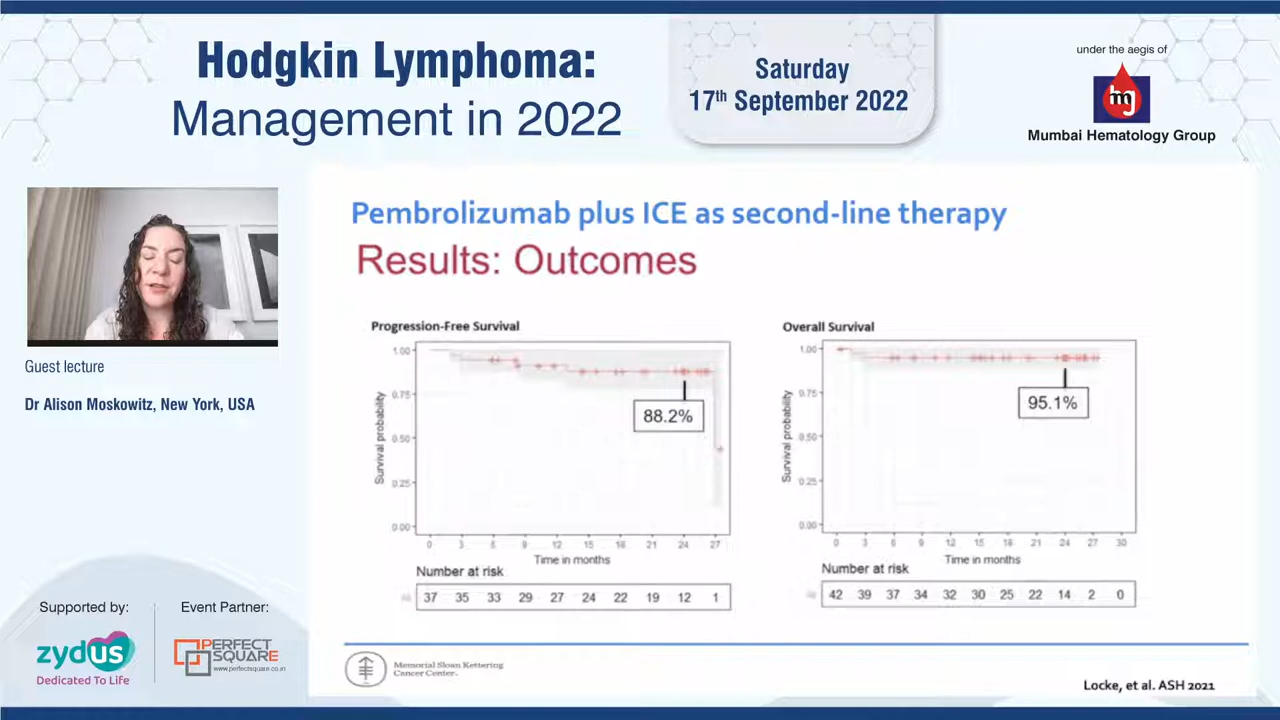 Hodgkin Lymphoma:
Management in 2022
Saturday
17th September 2022
under the aegis of
mhg
Mumbai Hematology Group
Guest lecture
Dr Alison Moskowitz, New York, USA
Supported by:
zydus
Dedicated To Life
Event Partner:
PERFECT
SQUARE
www.perfectsquare.co.in
Pembrolizumab plus ICE as second-line therapy
Results: Outcomes
Progression-Free Survival
Survival probability
1.00
0.75
0.50
0.25
0.00
88.2%
0 3 6 9 12 15 18 21 24 27
Time in months
Number at risk
37 35 33 29 27 24 22 19 12 1
Overall Survival
Survival probability
1.00
0.75
0.50
0.25
0.00
95.1%
0 3 6 9 12 15 18 21 24 27 30
Time in months
Number at risk
42 39 37 34 32 30 25 22 14 2 0
Memorial Sloan Kettering
Cancer Center
Locke, et al. ASH 2021